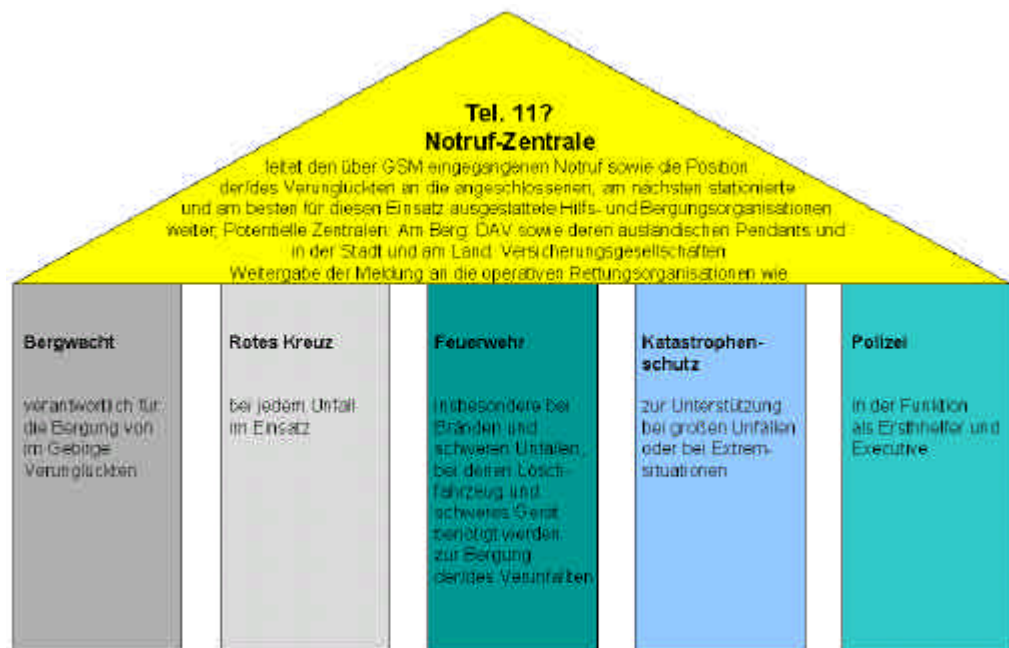 Tel. 11?
Notruf-Zentrale
leitet den über GSM eingegangenen Notruf sowie die Position
der/des Verunglückten an die angeschlossenen, am nächsten stationierte
und am besten für diesen Einsatz ausgestattete Hilfs- und Bergungsorganisationen
weiter; Potentielle Zentralen: Am Berg: DAV sowie deren ausländischen Pendants und
in der Stadt und am Land: Versicherungsgesellschaften
Weitergabe der Meldung an die operativen Rettungsorganisationen wie
Bergwacht
verantwortlich für
die Bergung von
im Gebirge
Verunglückten
Rotes Kreuz
bei jedem Unfall
im Einsatz
Feuerwehr
insbesondere bei
Bränden und
schweren Unfällen,
bei denen Lösch-
fahrzeug und
schweres Gerät
benötigt werden
zur Bergung
der/des Verunfallten
Katastrophen-
schutz
zur Unterstützung
bei großen Unfällen
oder bei Extrem-
situationen
Polizei
in der Funktion
als Ersthelfer und
Executive